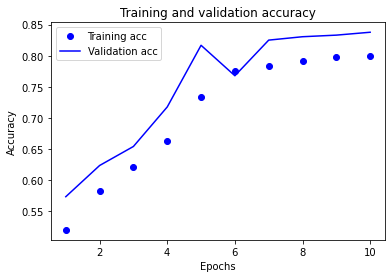 Training and validation accuracy
Training acc
Validation acc
0.85
0.80
0.75
0.70
0.65
0.60
0.55
Accuracy
2
4
6
8
10
Epochs